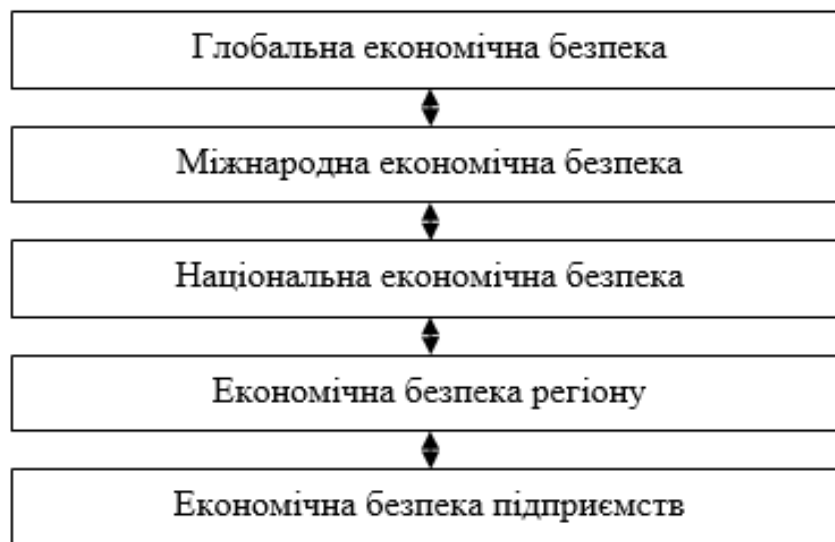 Глобальна економічна безпека
Міжнародна економічна безпека
Національна економічна безпека
Економічна безпека регіону
Економічна безпека підприємств